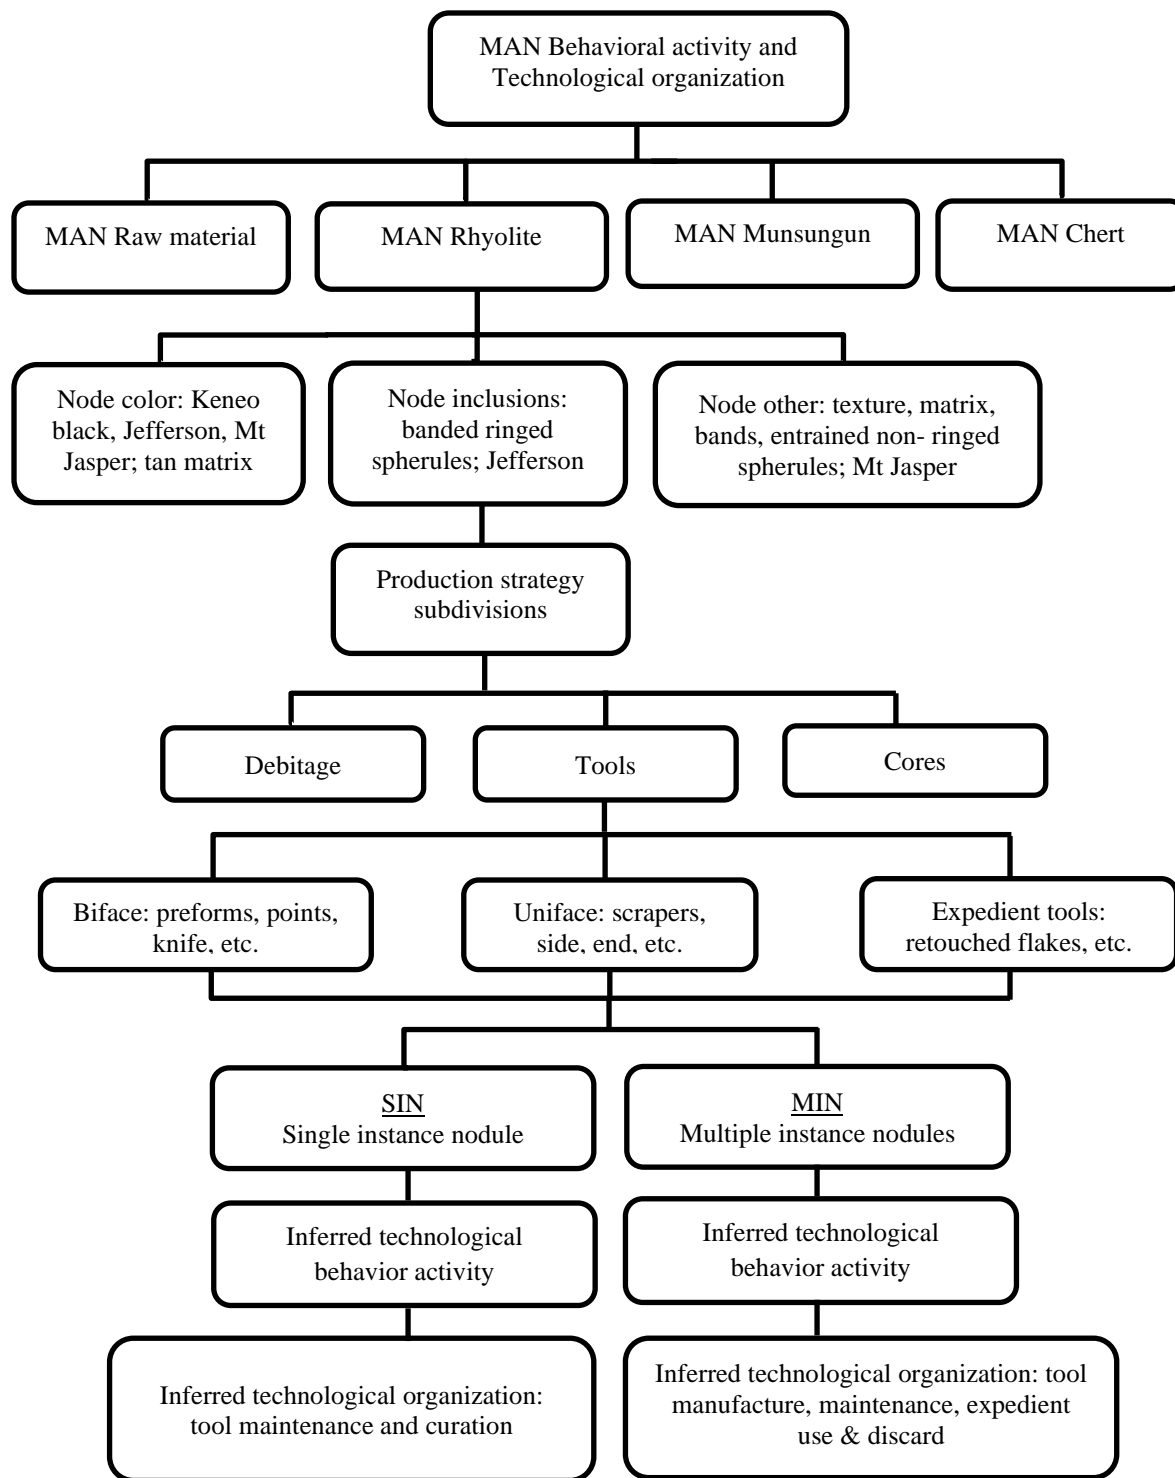 MAN Behavioral activity and
Technological organization
MAN Raw material
MAN Rhyolite
MAN Munsungun
MAN Chert
Node color: Keneo
black, Jefferson, Mt
Jasper; tan matrix
Node inclusions:
banded ringed
spherules; Jefferson
Node other: texture, matrix,
bands, entrained non- ringed
spherules; Mt Jasper
Production strategy
subdivisions
Debitage
Tools
Cores
Biface: preforms, points,
knife, etc.
Uniface: scrapers,
side, end, etc.
Expedient tools:
retouched flakes, etc.
SIN
Single instance nodule
MIN
Multiple instance nodules
Inferred technological
behavior activity
Inferred technological
behavior activity
Inferred technological organization:
tool maintenance and curation
Inferred technological organization: tool
manufacture, maintenance, expedient
use & discard